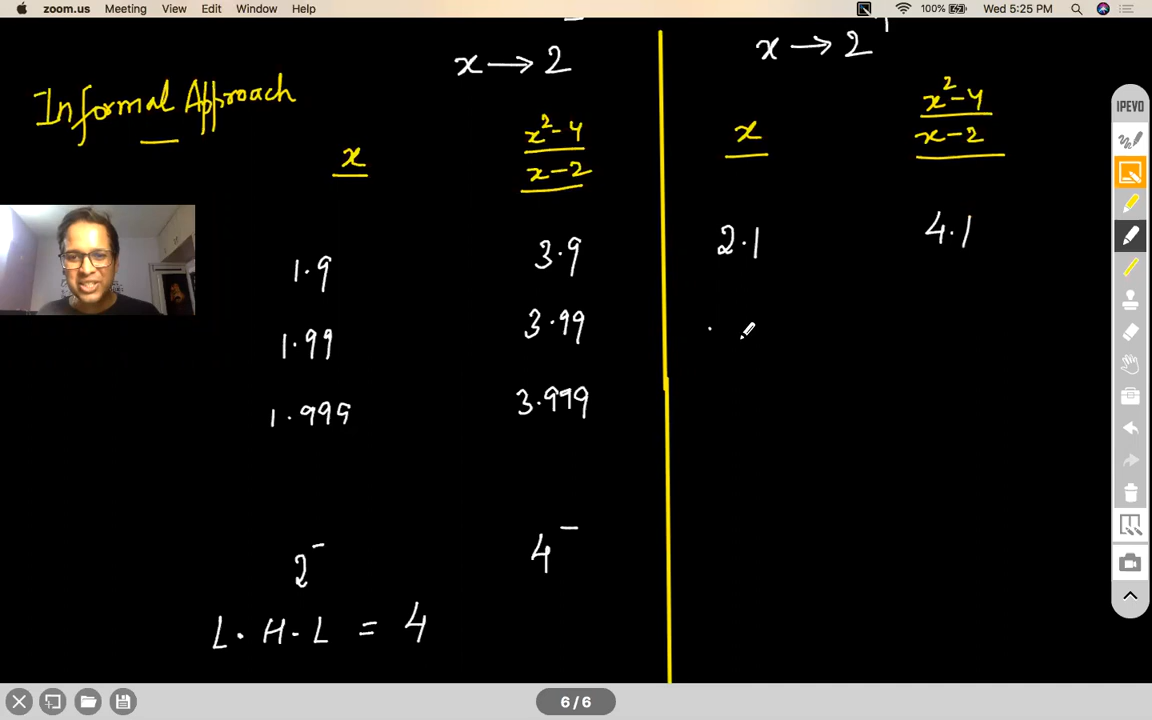 zoom.us Meeting View Edit Window Help 100% Wed 5:25 PM
Informal Approach
x → 2⁻
x
x²-4
x-2
1.9 3.9
1.99 3.99
1.999 3.999
2⁻ 4⁻
L.H.L = 4
x → 2
x
x²-4
x-2
2.1 4.1
IPEVO
6/6